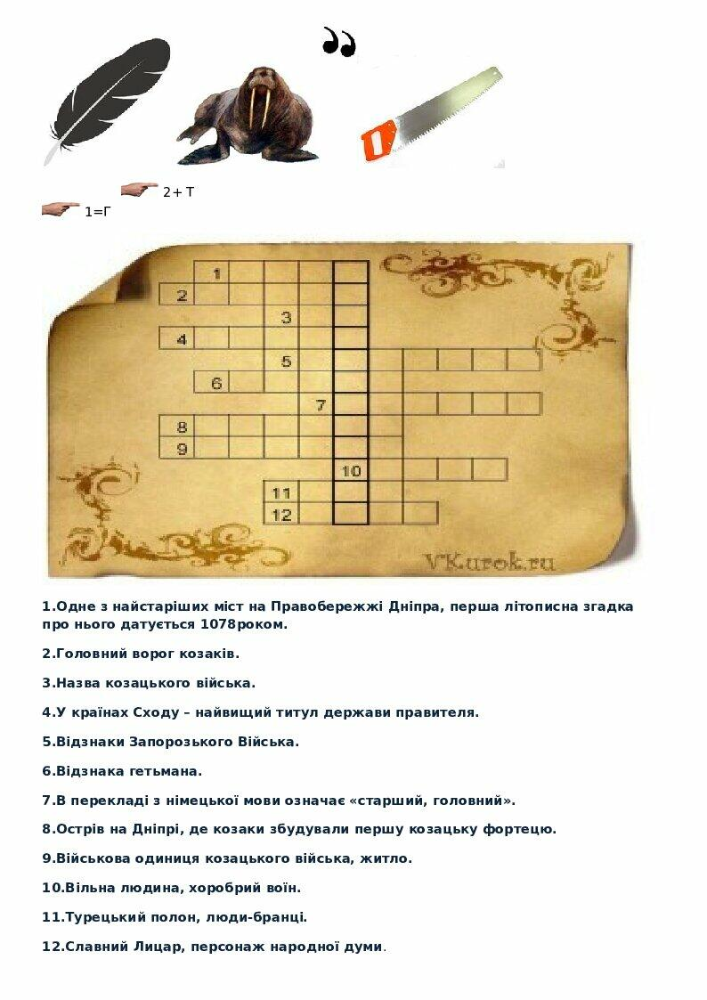 ,,
2+ Т
1=Г
1
2
3
4
5
6
7
8
9
10
11
12
VKurok.ru
1.Одне з найстаріших міст на Правобережжі Дніпра, перша літописна згадка
про нього датується 1078роком.
2.Головний ворог козаків.
3.Назва козацького війська.
4.У країнах Сходу – найвищий титул держави правителя.
5.Відзнаки Запорозького Війська.
6.Відзнака гетьмана.
7.В перекладі з німецької мови означає «старший, головний».
8.Острів на Дніпрі, де козаки збудували першу козацьку фортецю.
9.Військова одиниця козацького війська, житло.
10.Вільна людина, хоробрий воїн.
11.Турецький полон, люди-бранці.
12.Славний Лицар, персонаж народної думи.